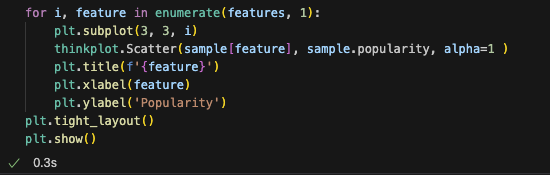 for i, feature in enumerate(features, 1):
    plt.subplot(3, 3, i)
    thinkplot.Scatter(sample[feature], sample.popularity, alpha=1 )
    plt.title(f'{feature}')
    plt.xlabel(feature)
    plt.ylabel('Popularity')
plt.tight_layout()
plt.show()
✓ 0.3s